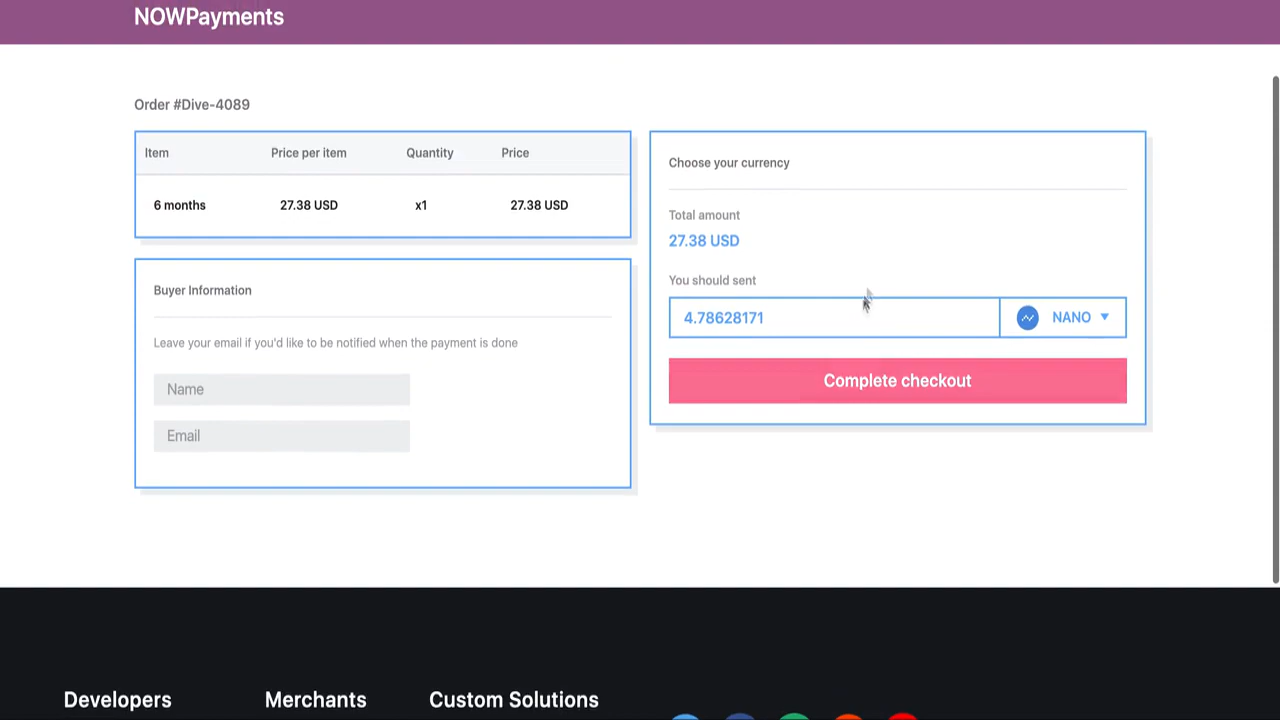 NOWPayments
Order #Dive-4089
Item Price per item Quantity Price
6 months 27.38 USD x1 27.38 USD
Buyer Information
Leave your email if you'd like to be notified when the payment is done
Name
Email
Choose your currency
Total amount
27.38 USD
You should sent
4.78628171 NANO
Complete checkout
Developers Merchants Custom Solutions